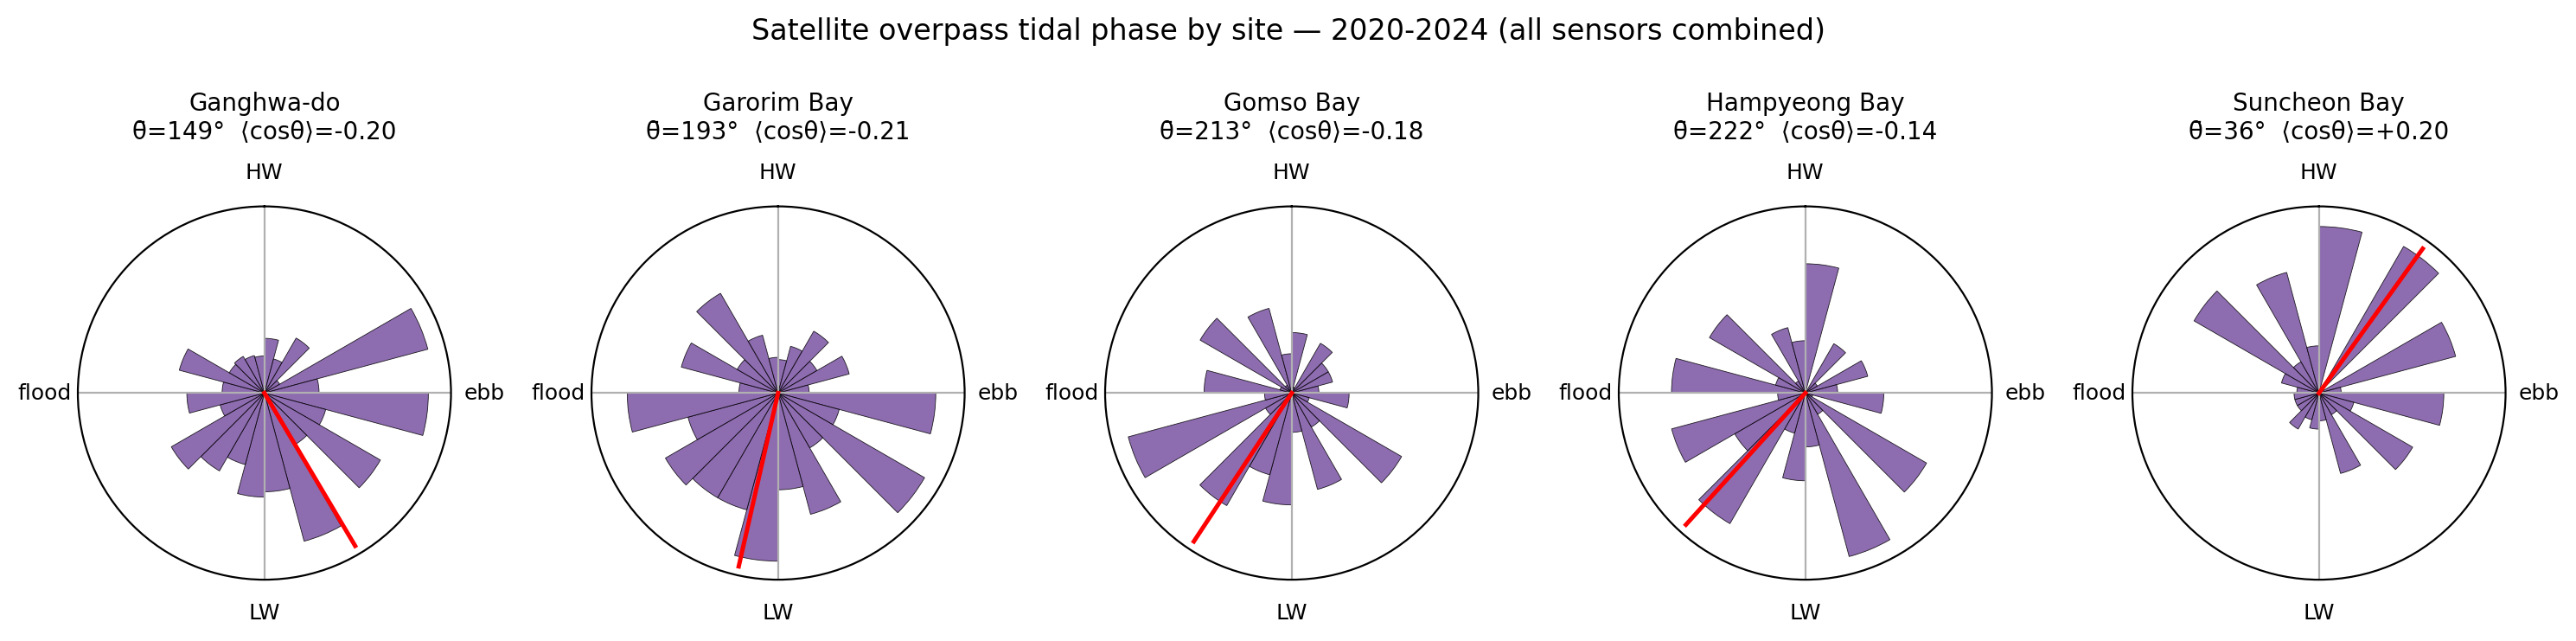 Satellite overpass tidal phase by site — 2020-2024 (all sensors combined)
Ganghwa-do
θ̄=149°  ⟨cosθ⟩=-0.20
HW
flood
ebb
LW
Garorim Bay
θ̄=193°  ⟨cosθ⟩=-0.21
HW
flood
ebb
LW
Gomso Bay
θ̄=213°  ⟨cosθ⟩=-0.18
HW
flood
ebb
LW
Hampyeong Bay
θ̄=222°  ⟨cosθ⟩=-0.14
HW
flood
ebb
LW
Suncheon Bay
θ̄=36°  ⟨cosθ⟩=+0.20
HW
flood
ebb
LW